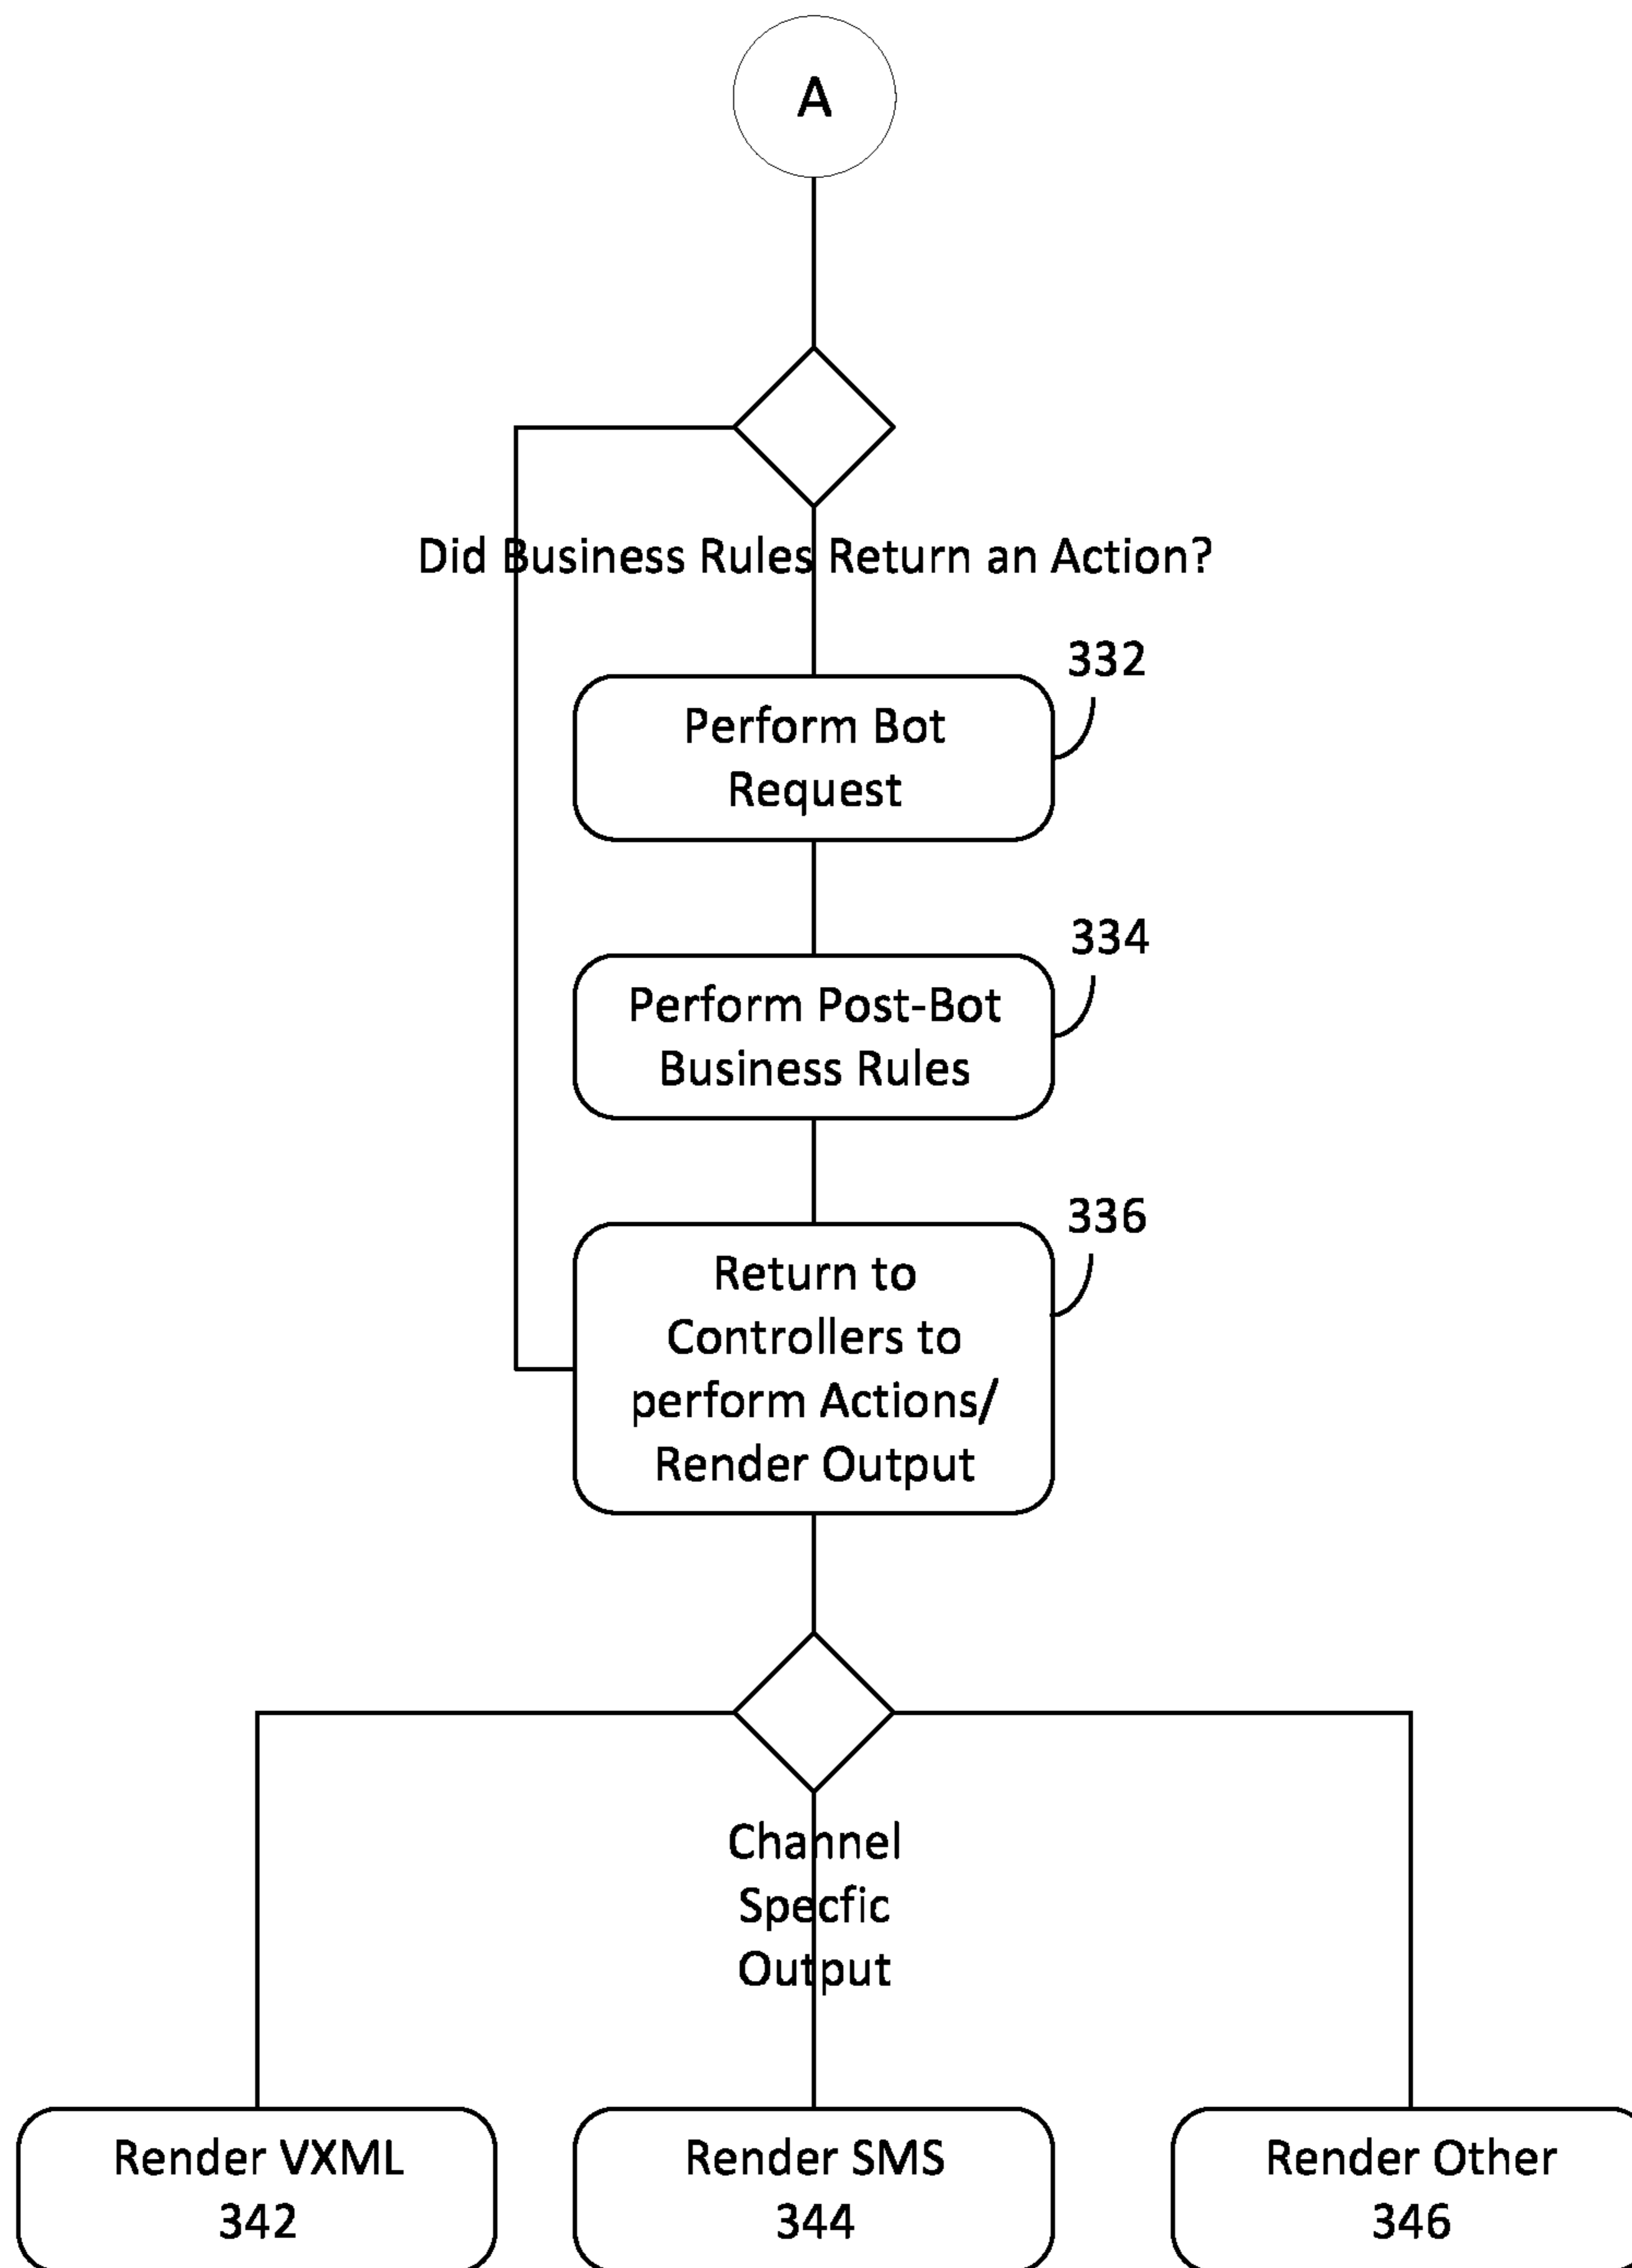 A
Did Business Rules Return an Action?
332
Perform Bot
Request
334
Perform Post-Bot
Business Rules
336
Return to
Controllers to
perform Actions/
Render Output
Channel
Specfic
Output
Render VXML
342
Render SMS
344
Render Other
346